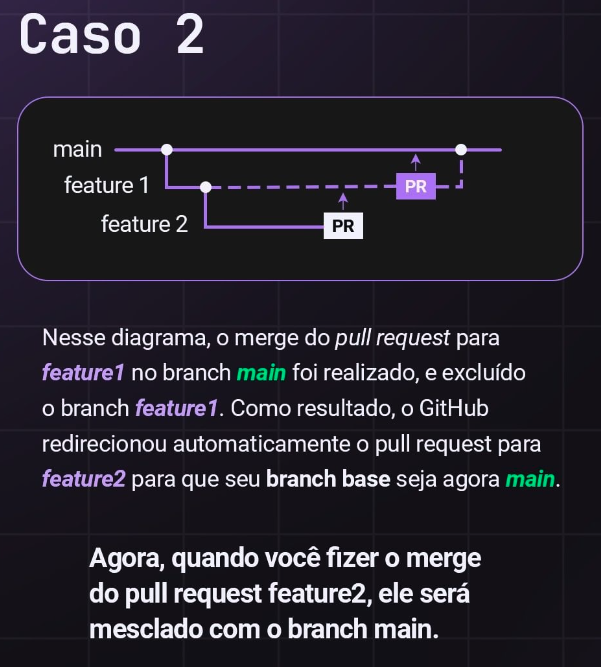 Caso 2
main
feature 1
PR
feature 2
PR
Nesse diagrama, o merge do pull request para
feature1 no branch main foi realizado, e excluído
o branch feature1. Como resultado, o GitHub
redirecionou automaticamente o pull request para
feature2 para que seu branch base seja agora main.
Agora, quando você fizer o merge
do pull request feature2, ele será
mesclado com o branch main.